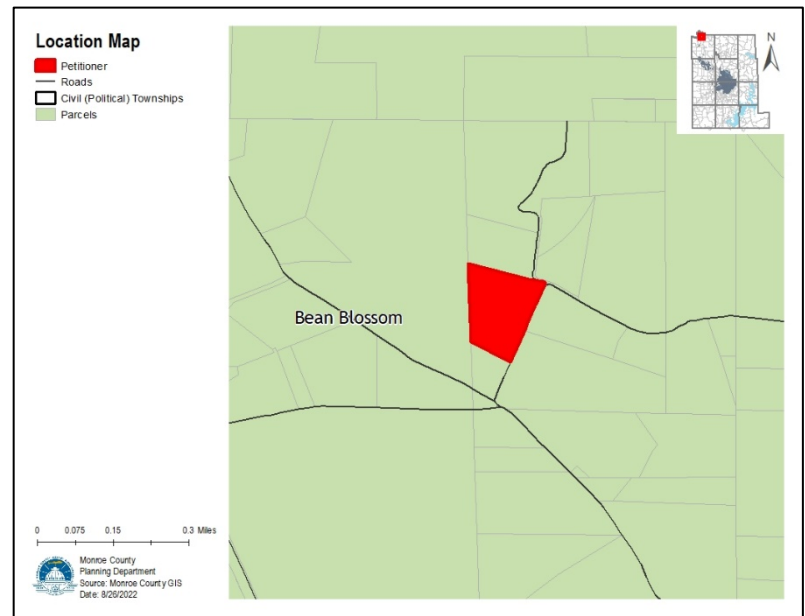 Location Map
Petitioner
Roads
Civil (Political) Townships
Parcels
N
Bean Blossom
0 0.075 0.15 0.3 Miles
Monroe County
Planning Department
Source: Monroe County GIS
Date: 8/26/2022